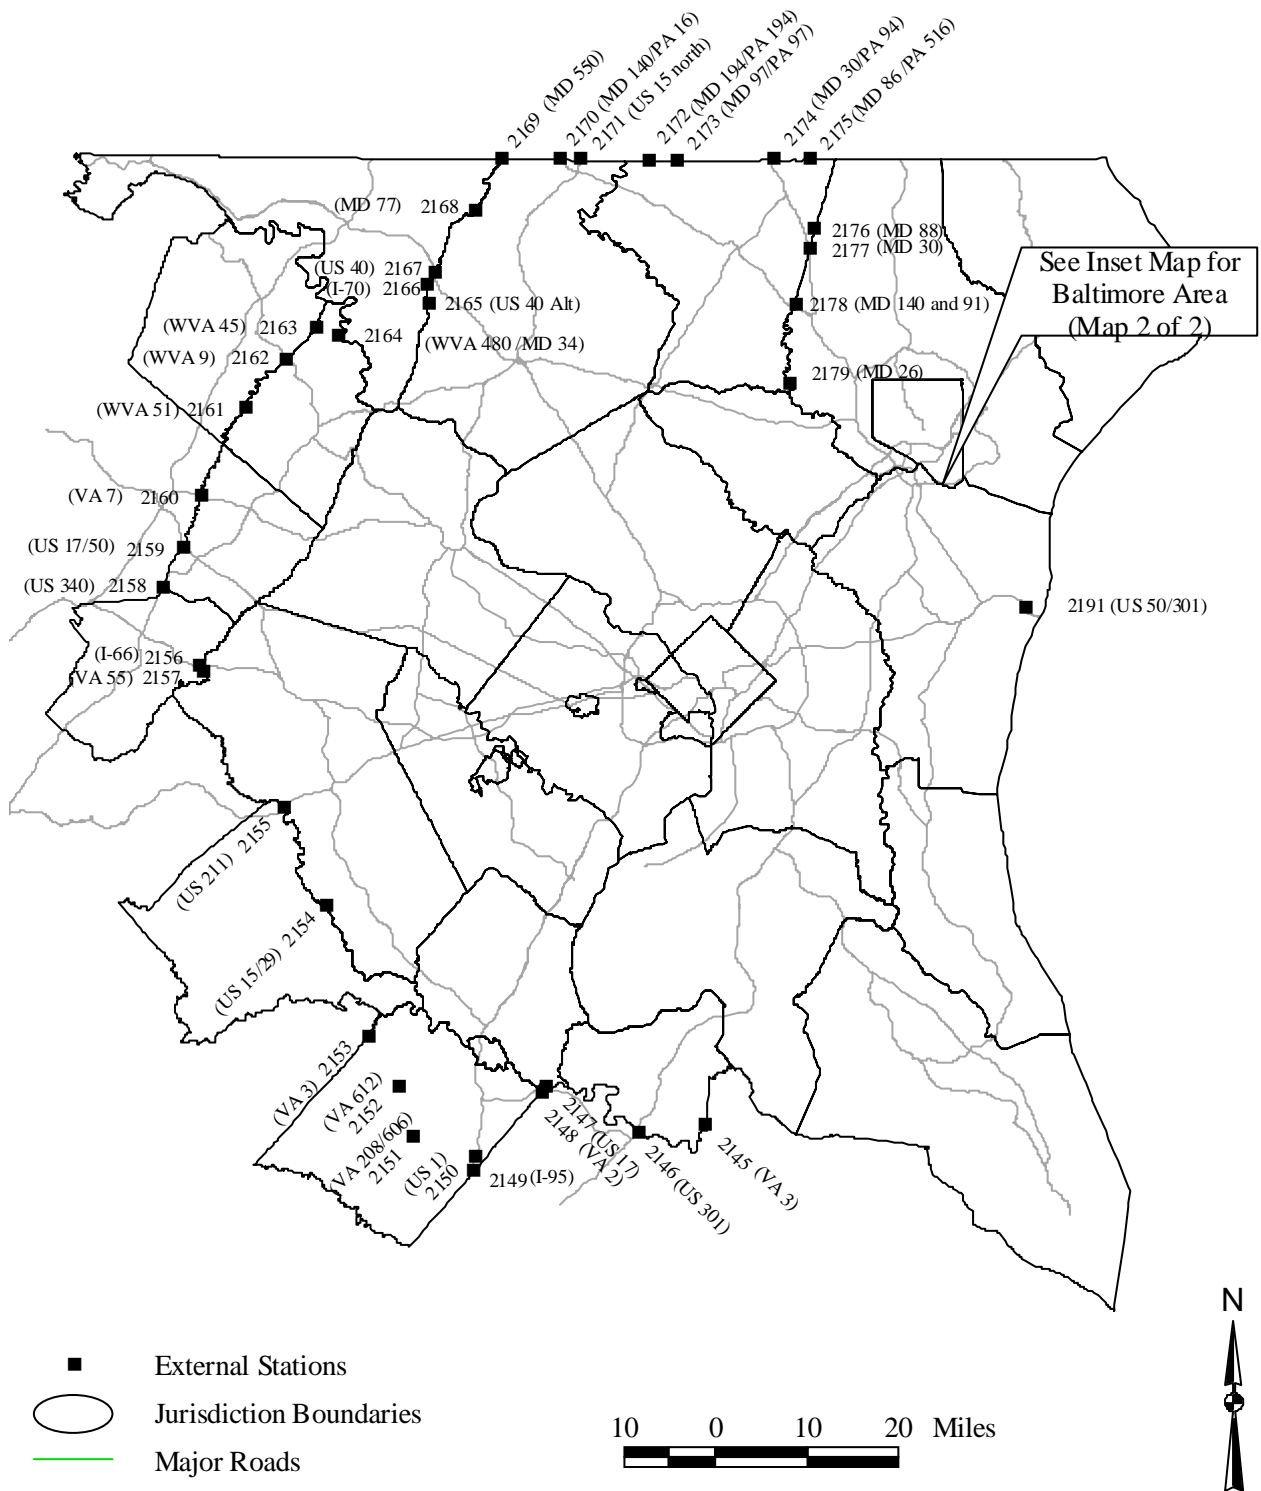 2169 (MD 550)
2170 (MD 140/PA 16)
2171 (US 15 north)
2172 (MD 194/PA 194)
2173 (MD 97/PA 97)
2174 (MD 30/PA 94)
2175 (MD 86 /PA 516)
(MD 77) 2168
2176 (MD 88)
2177 (MD 30)
See Inset Map for
Baltimore Area
(Map 2 of 2)
(US 40) 2167
(I-70) 2166
2165 (US 40 Alt)
2178 (MD 140 and 91)
(WVA 45) 2163
2164
(WVA 480 /MD 34)
(WVA 9) 2162
2179 (MD 26)
(WVA 51) 2161
(VA 7) 2160
(US 17/50) 2159
(US 340) 2158
2191 (US 50/301)
(I-66) 2156
(VA 55) 2157
(US 211) 2155
(US 15/29) 2154
(VA 3) 2153
(VA 612)
2152
(VA 208/606)
2151
(US 1)
2150
2149 (I-95)
2147 (US 17)
2148 (VA 2)
2146 (US 301)
2145 (VA 3)
N
External Stations
Jurisdiction Boundaries
Major Roads
10 0 10 20 Miles